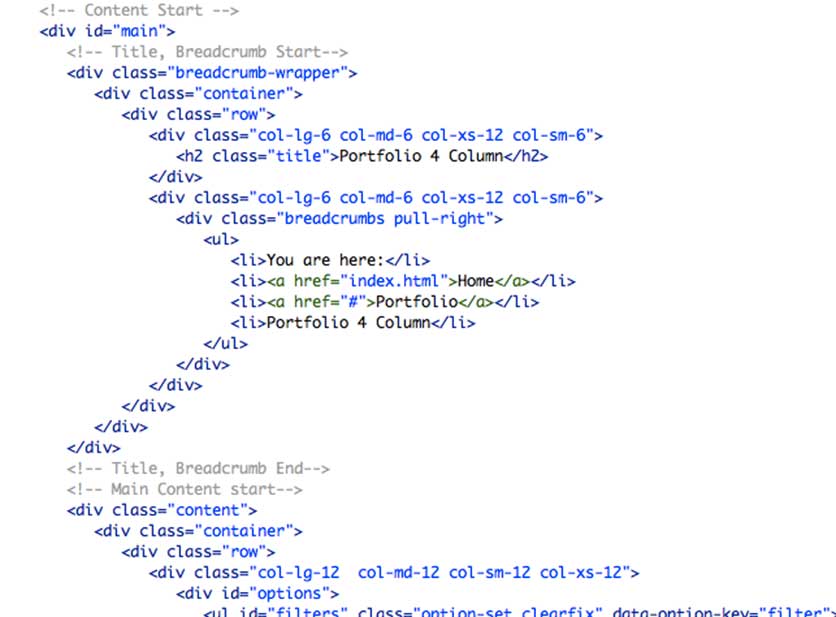 <!-- Content Start -->
<div id="main">
<!-- Title, Breadcrumb Start-->
<div class="breadcrumb-wrapper">
<div class="container">
<div class="row">
<div class="col-lg-6 col-md-6 col-xs-12 col-sm-6">
<h2 class="title">Portfolio 4 Column</h2>
</div>
<div class="col-lg-6 col-md-6 col-xs-12 col-sm-6">
<div class="breadcrumbs pull-right">
<ul>
<li>You are here:</li>
<li><a href="index.html">Home</a></li>
<li><a href="#">Portfolio</a></li>
<li>Portfolio 4 Column</li>
</ul>
</div>
</div>
</div>
</div>
</div>
<!-- Title, Breadcrumb End-->
<!-- Main Content start-->
<div class="content">
<div class="container">
<div class="row">
<div class="col-lg-12  col-md-12 col-sm-12 col-xs-12">
<div id="options">
<ul id="filters" class="option-set clearfix" data-option-key="filter">